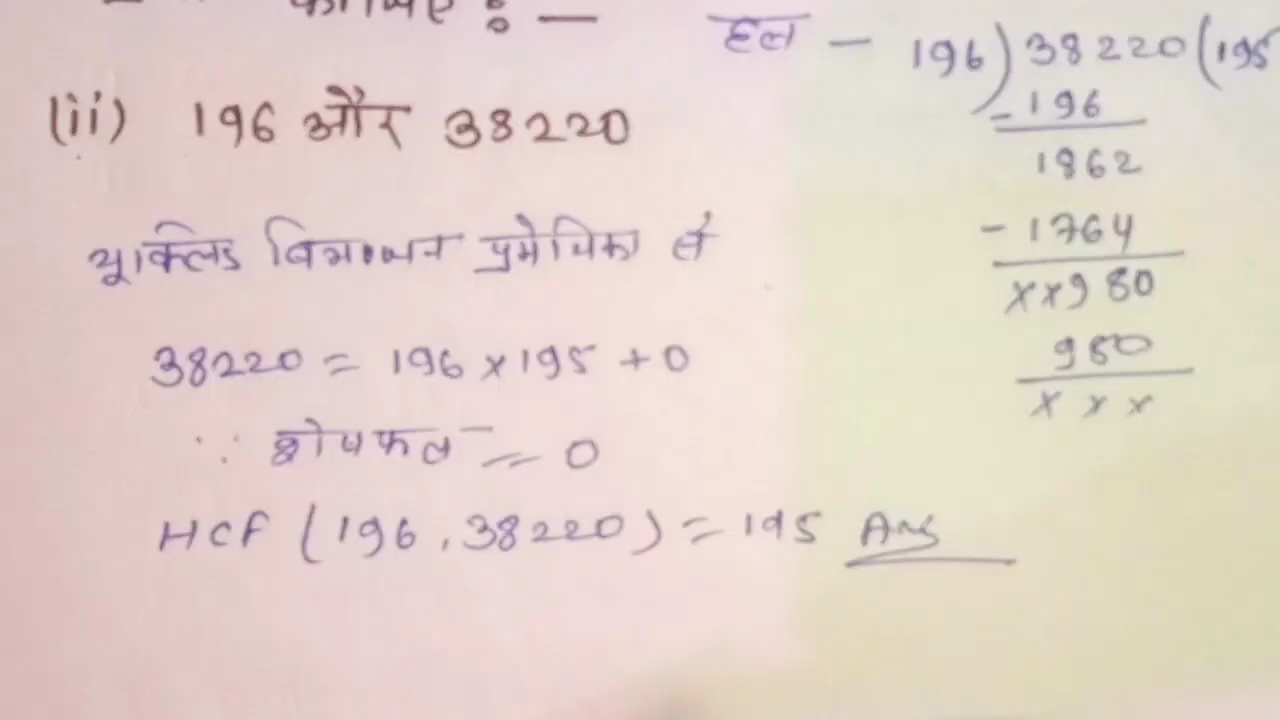 कीजिए : —
(ii) 196 और 38220
यूक्लिड विभाजन प्रमेयिका से
38220 = 196 × 195 + 0
∵ शेषफल = 0
HCF ( 196 , 38220 ) = 195 Ans
हल — 196 ) 38220 ( 195
- 196
1862
- 1764
××980
980
× × ×